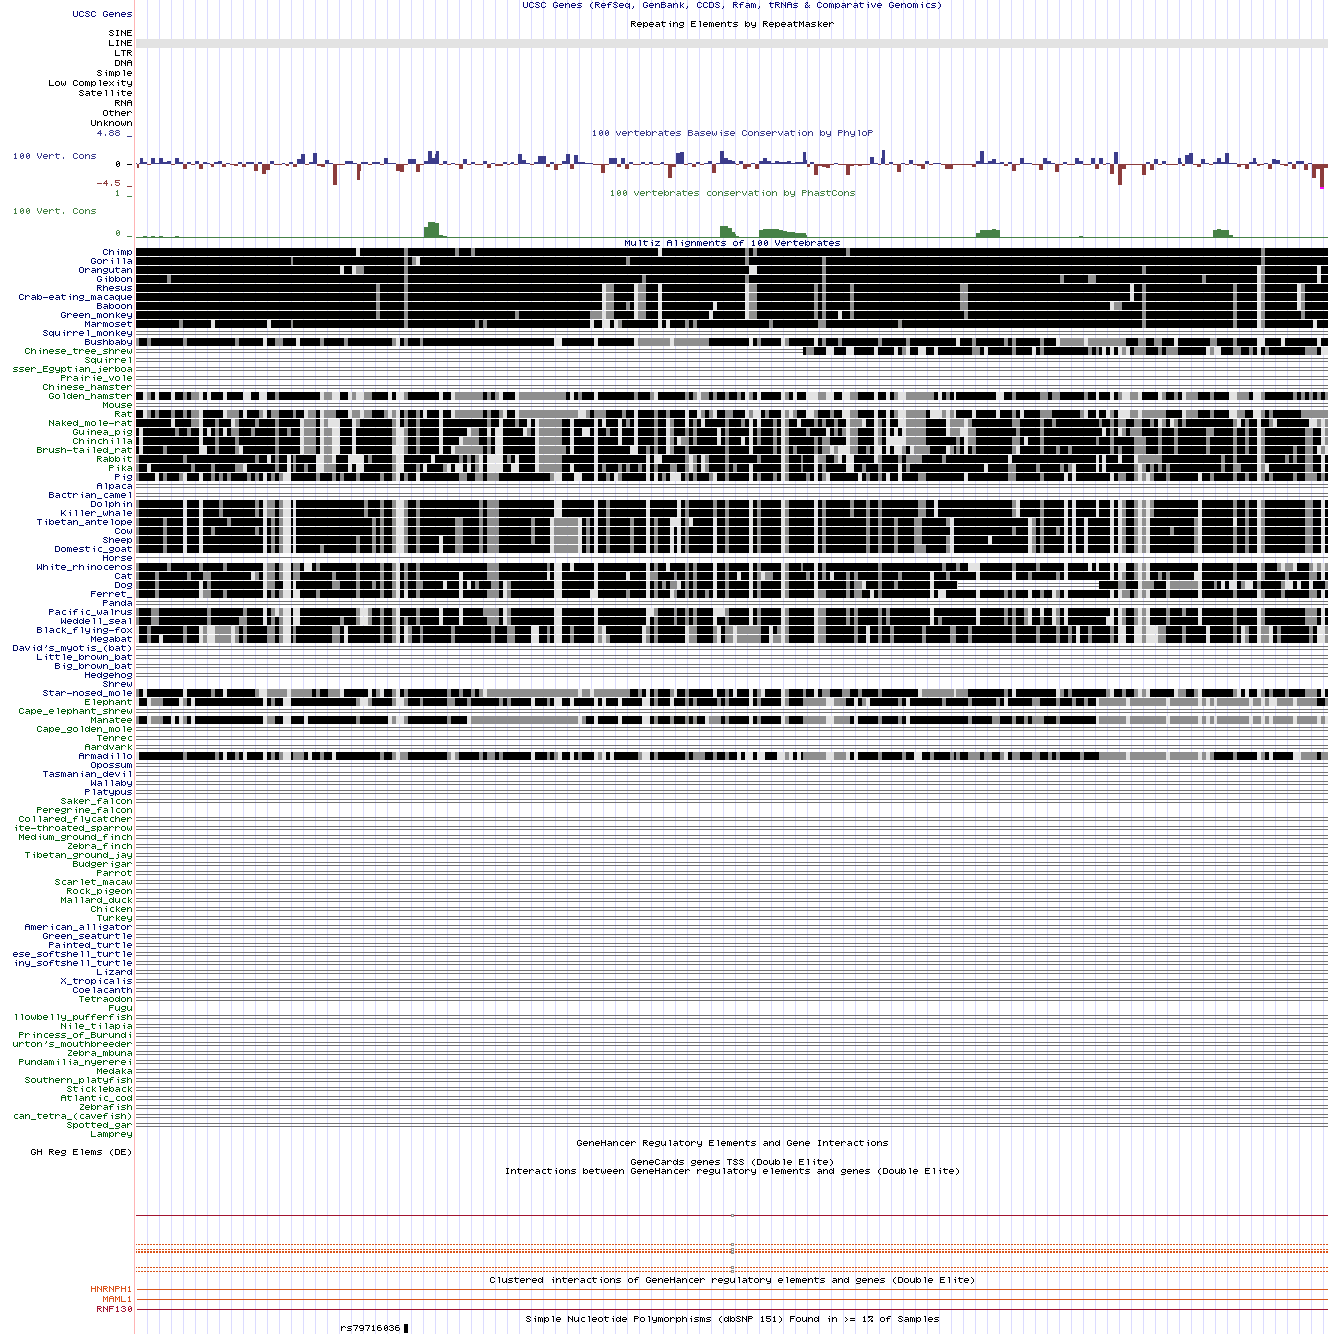 UCSC Genes (RefSeq, GenBank, CCDS, Rfam, tRNAs & Comparative Genomics)
UCSC Genes
Repeating Elements by RepeatMasker
SINE
LINE
LTR
DNA
Simple
Low Complexity
Satellite
RNA
Other
Unknown
4.88 _
100 vertebrates Basewise Conservation by PhyloP
100 Vert. Cons
0 -
-4.5 _
1 _
100 vertebrates conservation by PhastCons
100 Vert. Cons
0 _
Multiz Alignments of 100 Vertebrates
Chimp
Gorilla
Orangutan
Gibbon
Rhesus
Crab-eating_macaque
Baboon
Green_monkey
Marmoset
Squirrel_monkey
Bushbaby
Chinese_tree_shrew
Squirrel
sser_Egyptian_jerboa
Prairie_vole
Chinese_hamster
Golden_hamster
Mouse
Rat
Naked_mole-rat
Guinea_pig
Chinchilla
Brush-tailed_rat
Rabbit
Pika
Pig
Alpaca
Bactrian_camel
Dolphin
Killer_whale
Tibetan_antelope
Cow
Sheep
Domestic_goat
Horse
White_rhinoceros
Cat
Dog
Ferret_
Panda
Pacific_walrus
Weddell_seal
Black_flying-fox
Megabat
David's_myotis_(bat)
Little_brown_bat
Big_brown_bat
Hedgehog
Shrew
Star-nosed_mole
Elephant
Cape_elephant_shrew
Manatee
Cape_golden_mole
Tenrec
Aardvark
Armadillo
Opossum
Tasmanian_devil
Wallaby
Platypus
Saker_falcon
Peregrine_falcon
Collared_flycatcher
ite-throated_sparrow
Medium_ground_finch
Zebra_finch
Tibetan_ground_jay
Budgerigar
Parrot
Scarlet_macaw
Rock_pigeon
Mallard_duck
Chicken
Turkey
American_alligator
Green_seaturtle
Painted_turtle
ese_softshell_turtle
iny_softshell_turtle
Lizard
X_tropicalis
Coelacanth
Tetraodon
Fugu
llowbelly_pufferfish
Nile_tilapia
Princess_of_Burundi
urton's_mouthbreeder
Zebra_mbuna
Pundamilia_nyererei
Medaka
Southern_platyfish
Stickleback
Atlantic_cod
Zebrafish
can_tetra_(cavefish)
Spotted_gar
Lamprey
GeneHancer Regulatory Elements and Gene Interactions
GH Reg Elems (DE)
GeneCards genes TSS (Double Elite)
Interactions between GeneHancer regulatory elements and genes (Double Elite)
Clustered interactions of GeneHancer regulatory elements and genes (Double Elite)
HNRNPH1
MAML1
RNF130
Simple Nucleotide Polymorphisms (dbSNP 151) Found in >= 1% of Samples
rs79716036